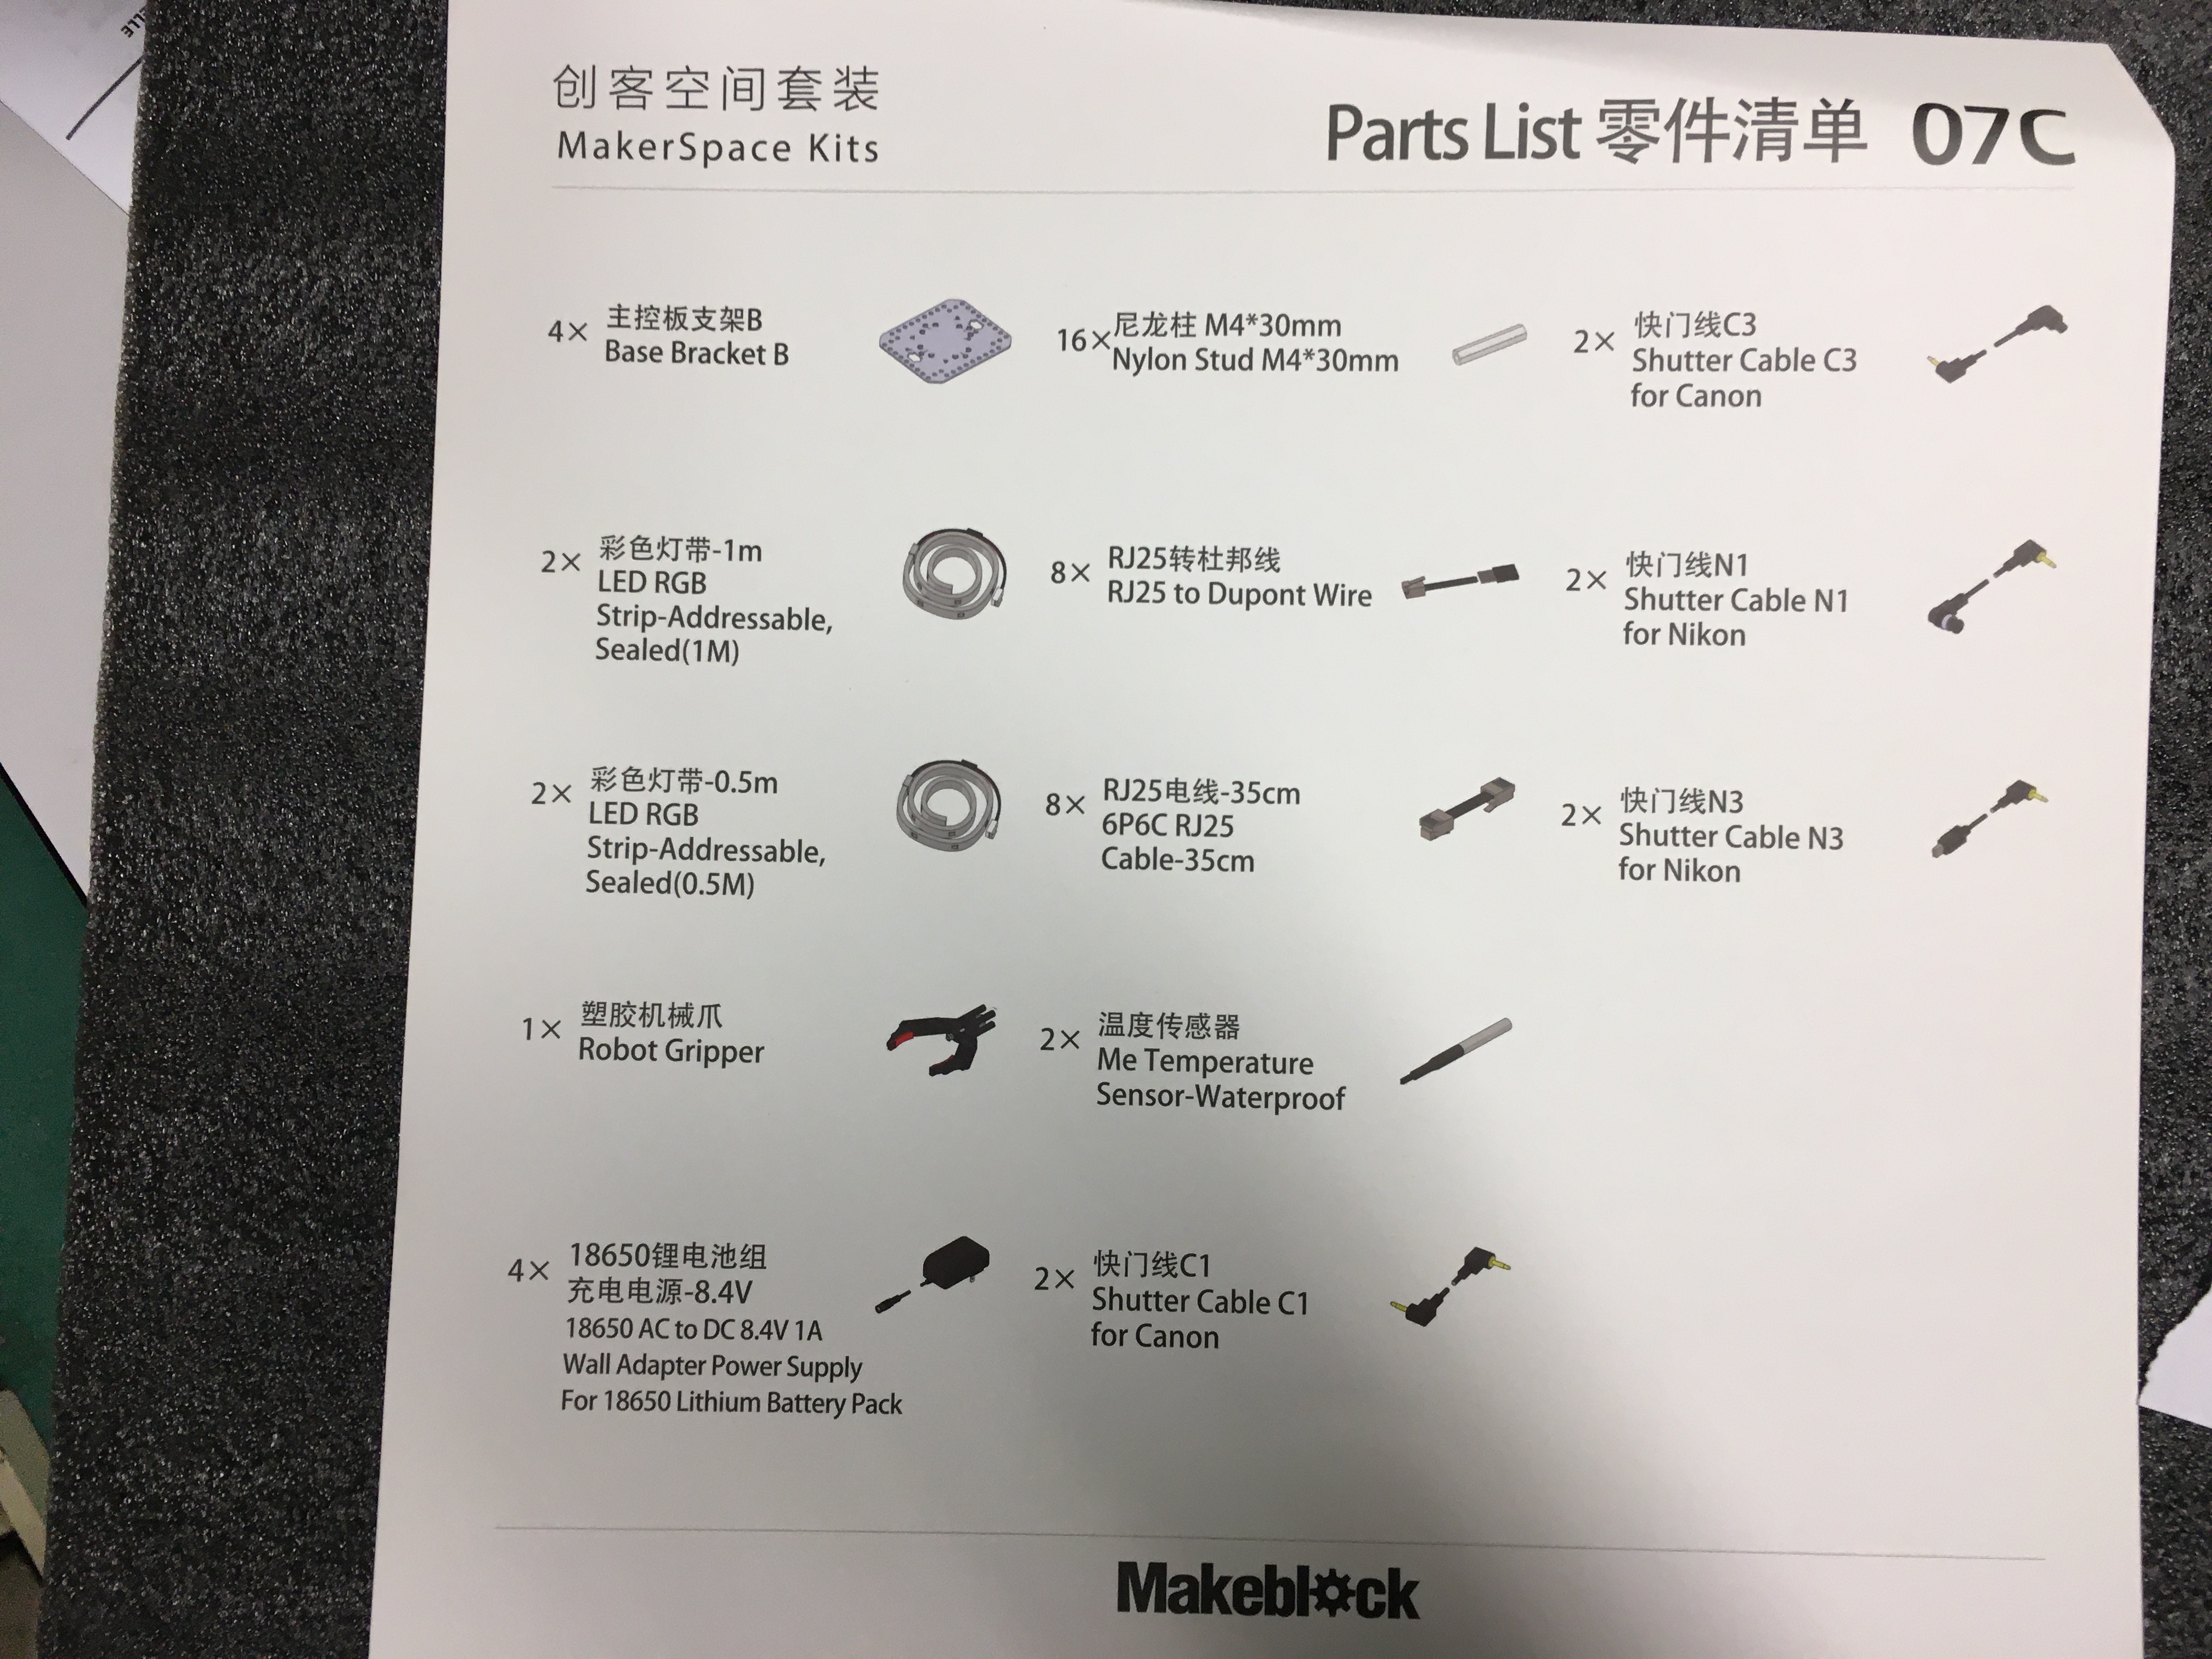 创客空间套装
MakerSpace Kits
Parts List 零件清单 07C
4× 主控板支架B
Base Bracket B
16× 尼龙柱 M4*30mm
Nylon Stud M4*30mm
2× 快门线C3
Shutter Cable C3
for Canon
2× 彩色灯带-1m
LED RGB
Strip-Addressable,
Sealed(1M)
8× RJ25转杜邦线
RJ25 to Dupont Wire
2× 快门线N1
Shutter Cable N1
for Nikon
2× 彩色灯带-0.5m
LED RGB
Strip-Addressable,
Sealed(0.5M)
8× RJ25电线-35cm
6P6C RJ25
Cable-35cm
2× 快门线N3
Shutter Cable N3
for Nikon
1× 塑胶机械爪
Robot Gripper
2× 温度传感器
Me Temperature
Sensor-Waterproof
4× 18650锂电池组
充电电源-8.4V
18650 AC to DC 8.4V 1A
Wall Adapter Power Supply
For 18650 Lithium Battery Pack
2× 快门线C1
Shutter Cable C1
for Canon
Makeblock